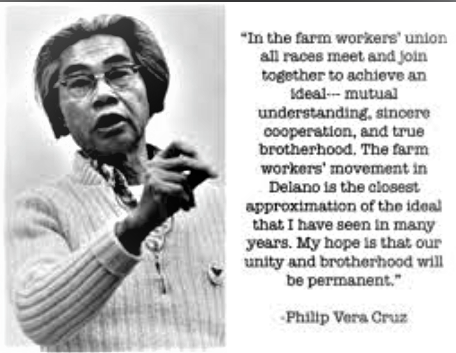 “In the farm workers' union
all races meet and join
together to achieve an
ideal--- mutual
understanding, sincere
cooperation, and true
brotherhood. The farm
workers' movement in
Delano is the closest
approximation of the ideal
that I have seen in many
years. My hope is that our
unity and brotherhood will
be permanent.”
-Philip Vera Cruz